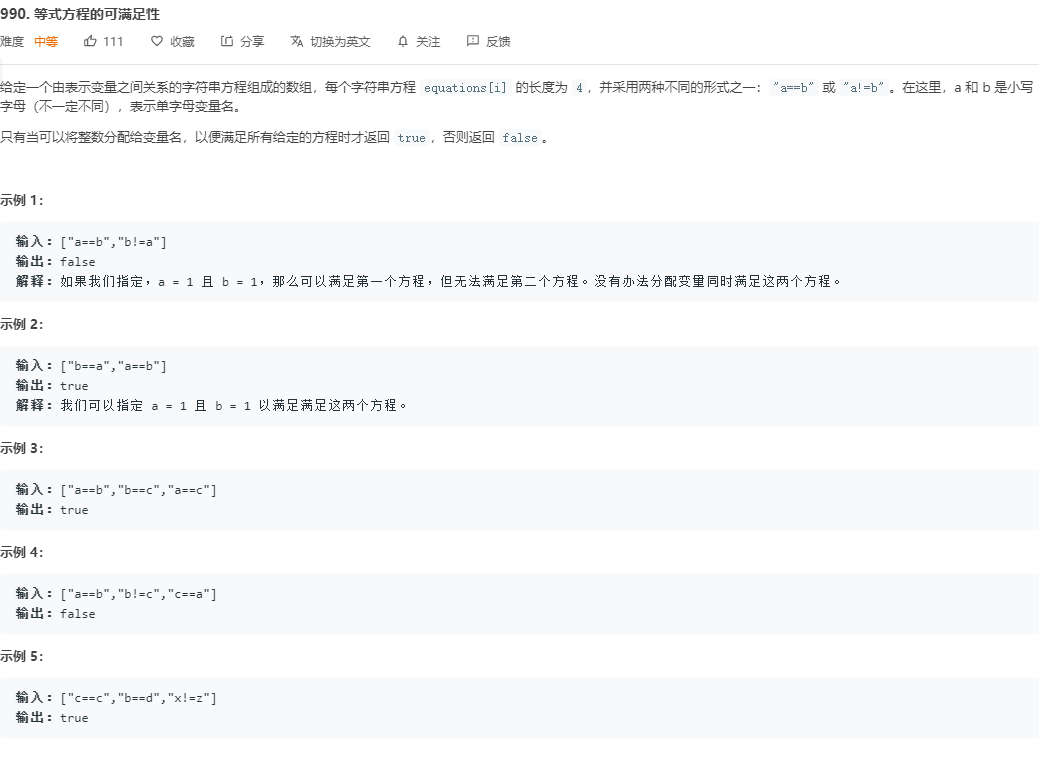 990. 等式方程的可满足性
难度 中等 111 收藏 分享 切换为英文 关注 反馈
给定一个由表示变量之间关系的字符串方程组成的数组，每个字符串方程 equations[i] 的长度为 4，并采用两种不同的形式之一："a==b" 或 "a!=b"。在这里，a 和 b 是小写
字母（不一定不同），表示单字母变量名。
只有当可以将整数分配给变量名，以便满足所有给定的方程时才返回 true，否则返回 false。
示例 1：
输入：["a==b","b!=a"]
输出：false
解释：如果我们指定，a = 1 且 b = 1，那么可以满足第一个方程，但无法满足第二个方程。没有办法分配变量同时满足这两个方程。
示例 2：
输入：["b==a","a==b"]
输出：true
解释：我们可以指定 a = 1 且 b = 1 以满足满足这两个方程。
示例 3：
输入：["a==b","b==c","a==c"]
输出：true
示例 4：
输入：["a==b","b!=c","c==a"]
输出：false
示例 5：
输入：["c==c","b==d","x!=z"]
输出：true